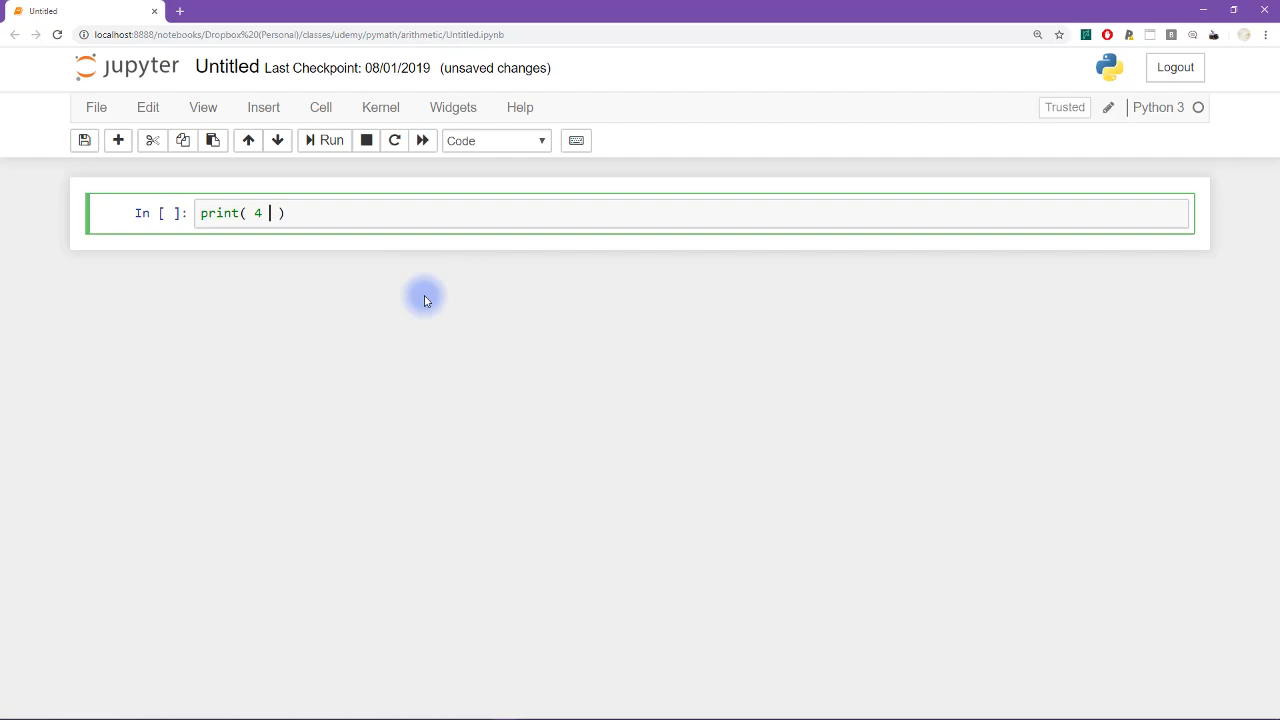 Untitled
localhost:8888/notebooks/Dropbox%20(Personal)/classes/udemy/pymath/arithmetic/Untitled.ipynb
jupyter Untitled Last Checkpoint: 08/01/2019 (unsaved changes) Logout
File Edit View Insert Cell Kernel Widgets Help Trusted Python 3
Run Code
In [ ]: print( 4 )